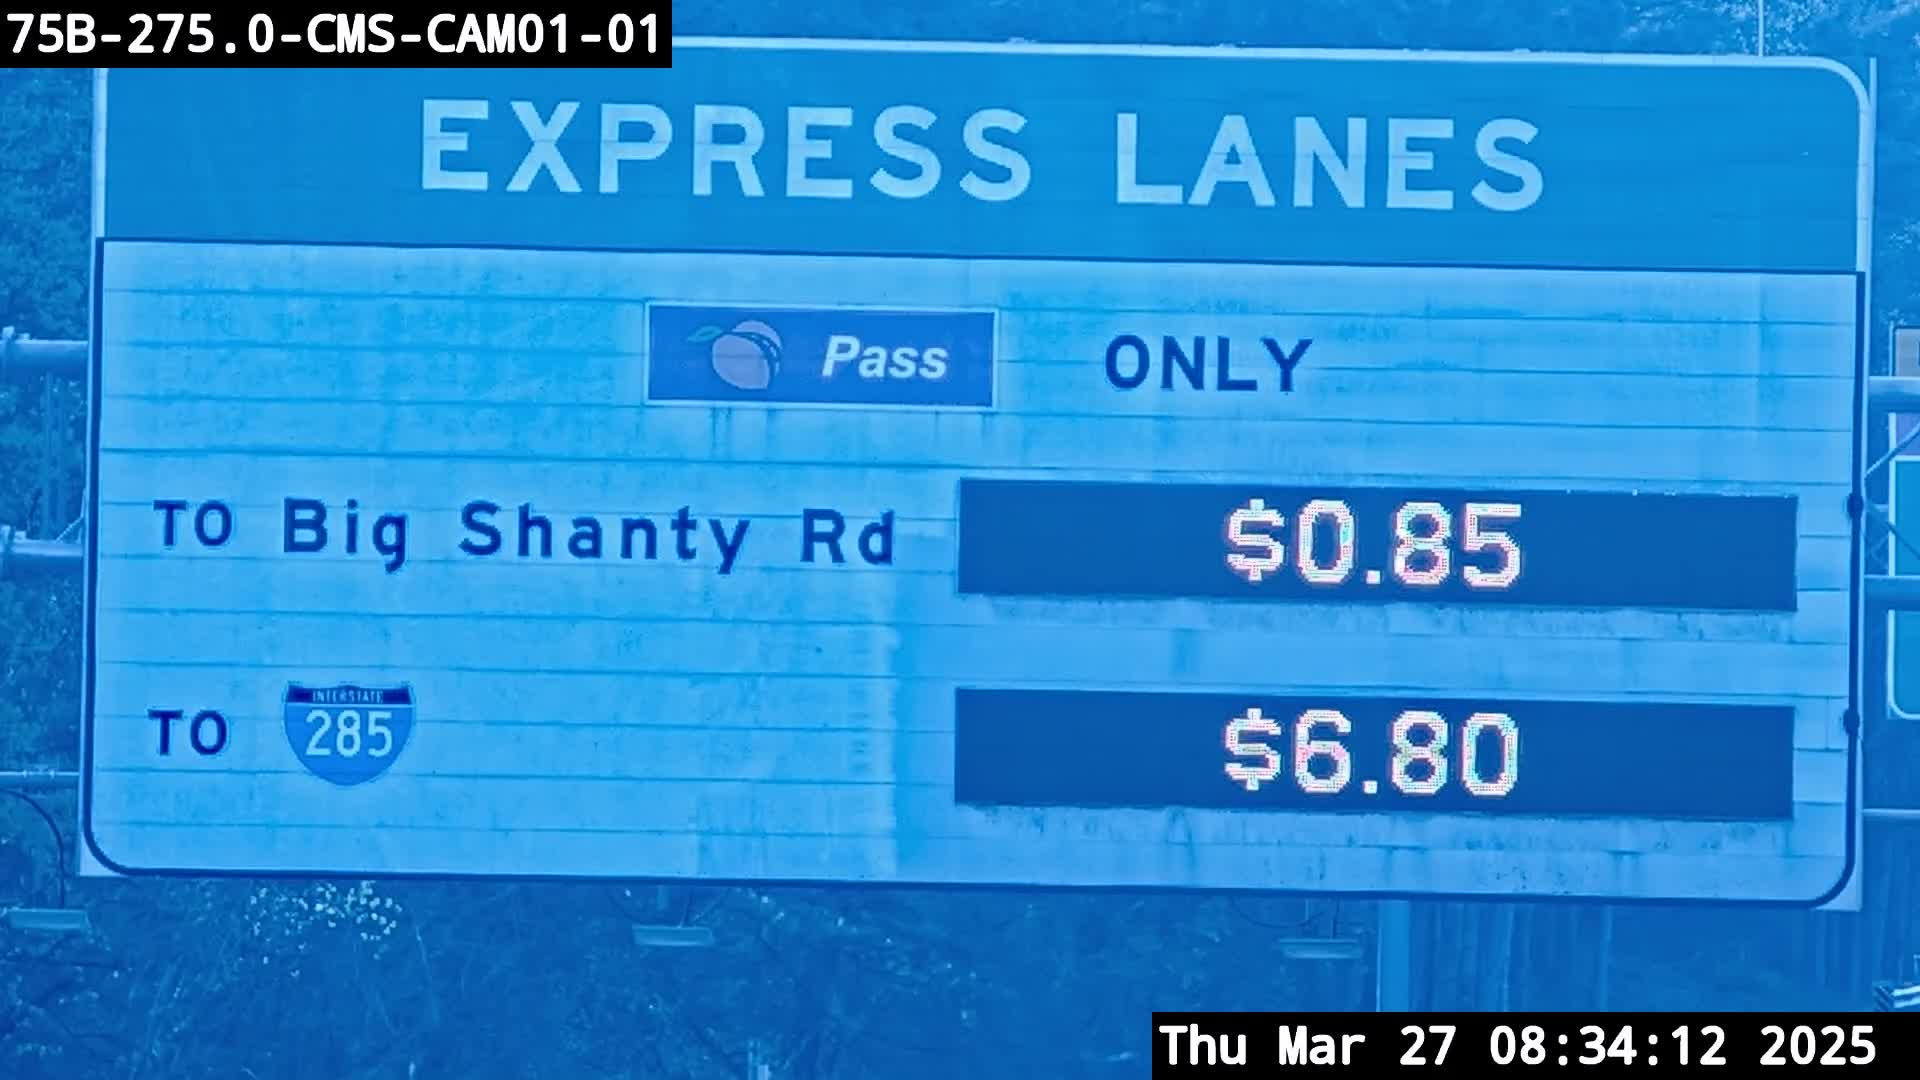 75B-275.0-CMS-CAM01-01
EXPRESS LANES
Pass ONLY
TO Big Shanty Rd $0.85
TO INTERSTATE 285 $6.80
Thu Mar 27 08:34:12 2025